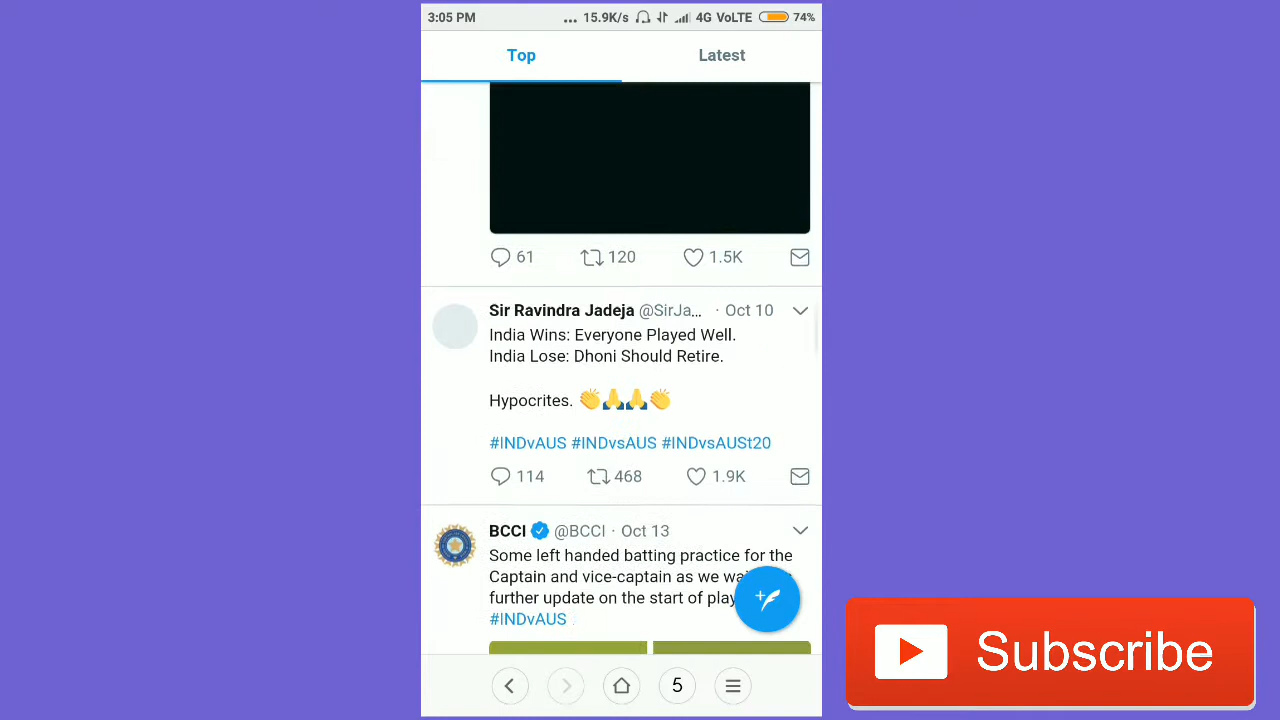 3:05 PM ... 15.9K/s 4G VoLTE 74%
Top Latest
61 120 1.5K
Sir Ravindra Jadeja @SirJa... · Oct 10
India Wins: Everyone Played Well.
India Lose: Dhoni Should Retire.
Hypocrites. 👏🙏🙏👏
#INDvAUS #INDvsAUS #INDvsAUSt20
114 468 1.9K
BCCI @BCCI · Oct 13
Some left handed batting practice for the
Captain and vice-captain as we
further update on the start of play
#INDvAUS
5
Subscribe